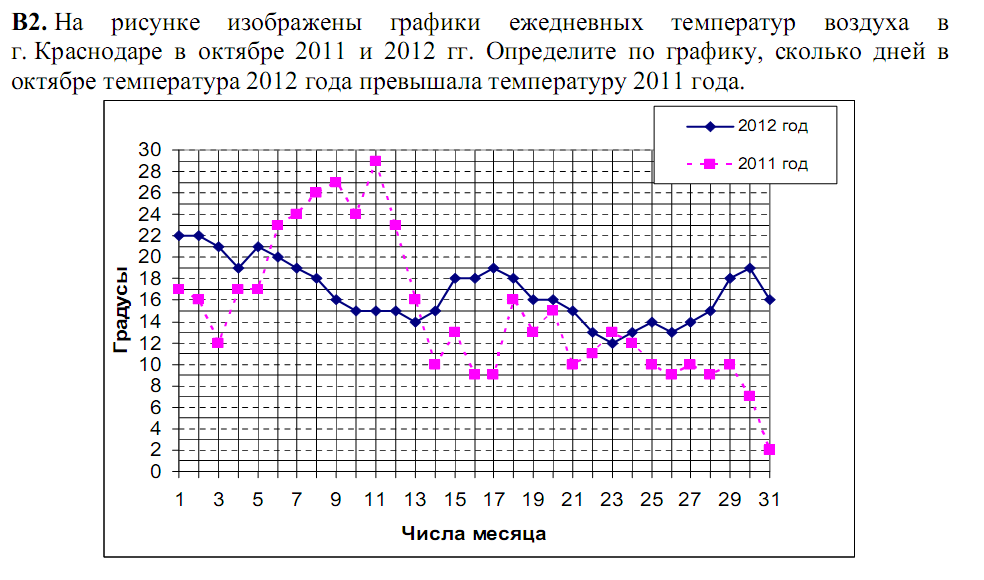 В2. На рисунке изображены графики ежедневных температур воздуха в
г. Краснодаре в октябре 2011 и 2012 гг. Определите по графику, сколько дней в
октябре температура 2012 года превышала температуру 2011 года.
2012 год
2011 год
30
28
26
24
22
20
18
16
14
12
10
8
6
4
2
0
Градусы
1 3 5 7 9 11 13 15 17 19 21 23 25 27 29 31
Числа месяца